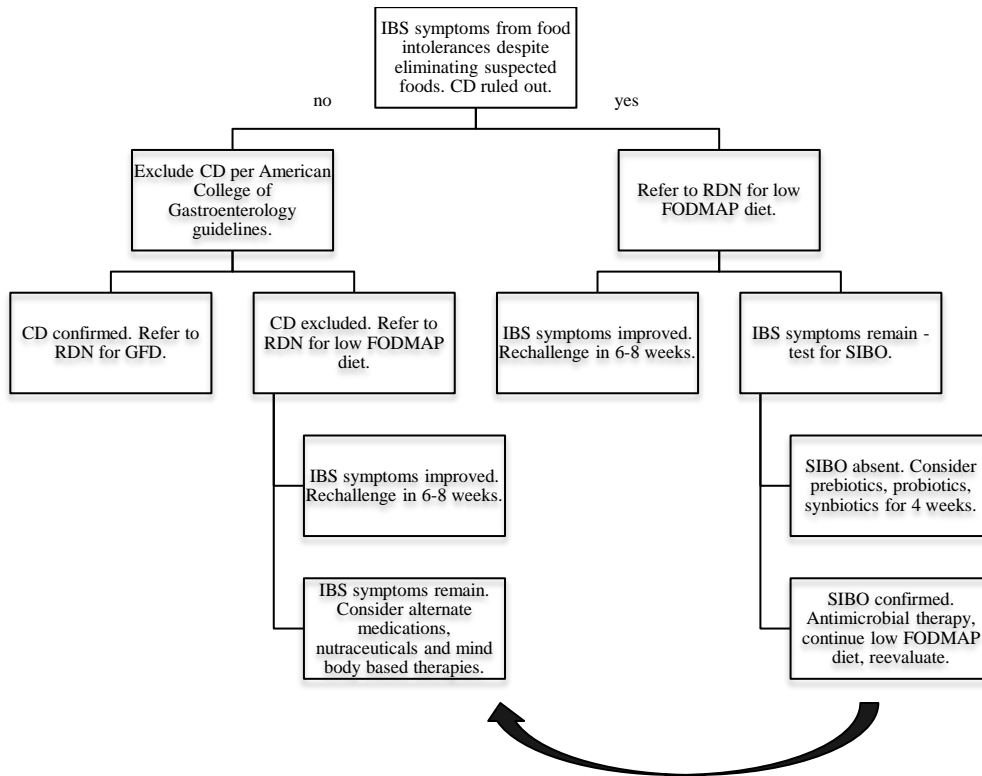 IBS symptoms from food
intolerances despite
eliminating suspected
foods. CD ruled out.
no
yes
Exclude CD per American
College of
Gastroenterology
guidelines.
Refer to RDN for low
FODMAP diet.
CD confirmed. Refer to
RDN for GFD.
CD excluded. Refer to
RDN for low FODMAP
diet.
IBS symptoms improved.
Rechallenge in 6-8 weeks.
IBS symptoms remain -
test for SIBO.
IBS symptoms improved.
Rechallenge in 6-8 weeks.
SIBO absent. Consider
prebiotics, probiotics,
synbiotics for 4 weeks.
IBS symptoms remain.
Consider alternate
medications,
nutraceuticals and mind
body based therapies.
SIBO confirmed.
Antimicrobial therapy,
continue low FODMAP
diet, reevaluate.